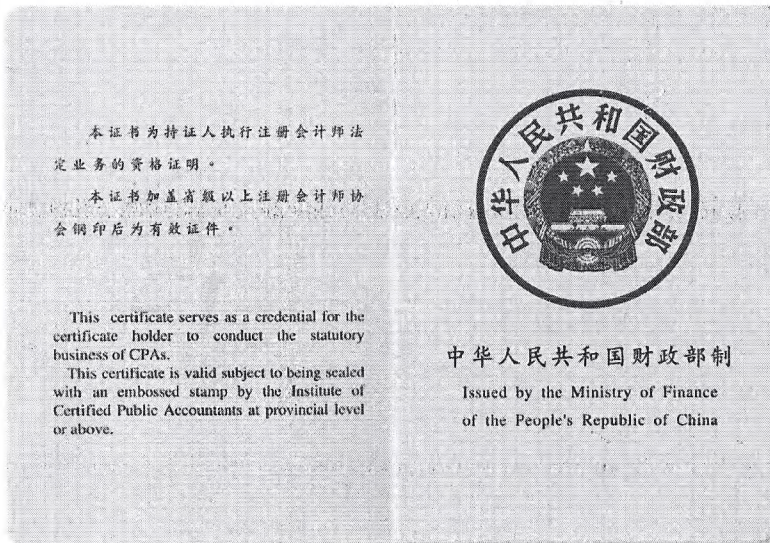 本证书为持证人执行注册会计师法
定业务的资格证明。
本证书加盖省级以上注册会计师协
会钢印后为有效证件。
This certificate serves as a credential for the
certificate holder to conduct the statutory
business of CPAs.
This certificate is valid subject to being sealed
with an embossed stamp by the Institute of
Certified Public Accountants at provincial level
or above.
中华人民共和国财政部
中华人民共和国财政部制
Issued by the Ministry of Finance
of the People's Republic of China